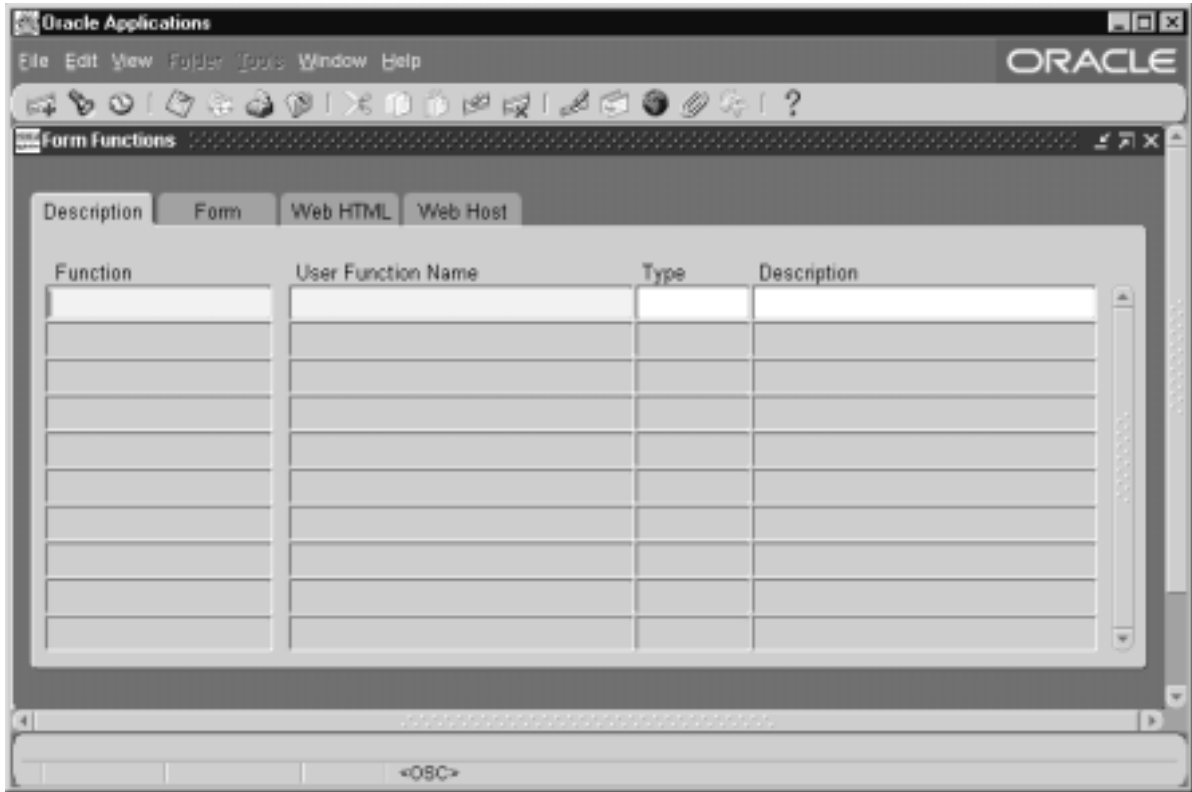 Oracle Applications
File Edit View Folder Tools Window Help
ORACLE
?
Form Functions
Description Form Web HTML Web Host
Function User Function Name Type Description
<OSC>